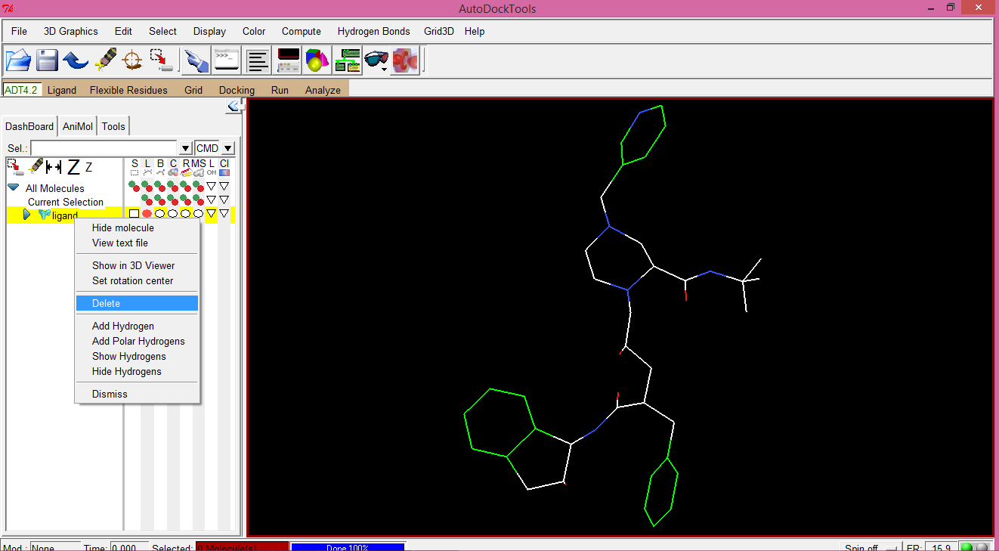 AutoDockTools
File 3D Graphics Edit Select Display Color Compute Hydrogen Bonds Grid3D Help
>>>
ADT4.2 Ligand Flexible Residues Grid Docking Run Analyze
DashBoard AniMol Tools
Sel.: CMD
Z Z S L B C R MS L Cl
OH
All Molecules
Current Selection
ligand
Hide molecule
View text file
Show in 3D Viewer
Set rotation center
Delete
Add Hydrogen
Add Polar Hydrogens
Show Hydrogens
Hide Hydrogens
Dismiss
Mod.: None Time: 0.000 Selected: 0 Molecule(s) Done 100% Spin off FR: 15.9